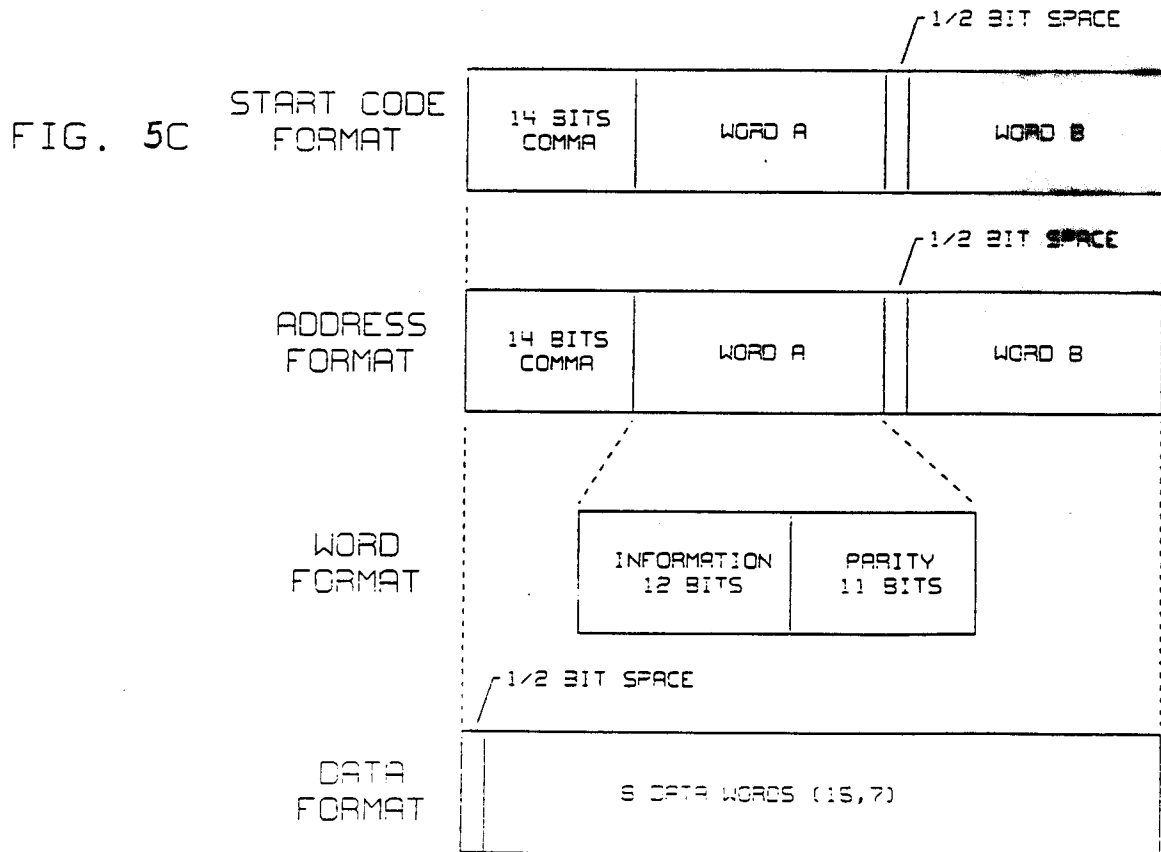 1/2 BIT SPACE
FIG. 5C
START CODE
FORMAT
14 BITS
COMMA
WORD A
WORD B
1/2 BIT SPACE
ADDRESS
FORMAT
14 BITS
COMMA
WORD A
WORD B
WORD
FORMAT
INFORMATION
12 BITS
PARITY
11 BITS
1/2 BIT SPACE
DATA
FORMAT
DATA WORDS (15,7)